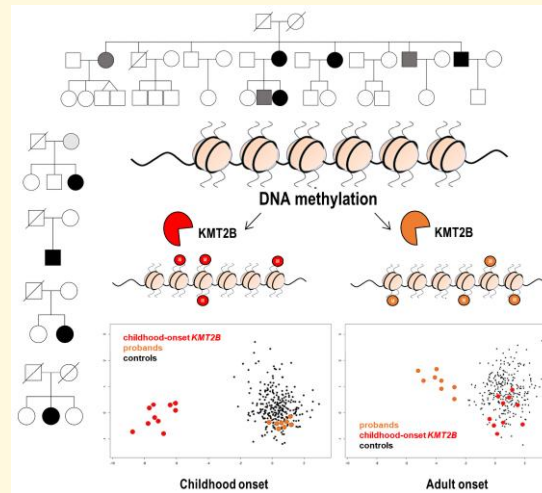 DNA methylation
KMT2B
KMT2B
childhood-onset KMT2B
probands
controls
probands
childhood-onset KMT2B
controls
Childhood onset
Adult onset